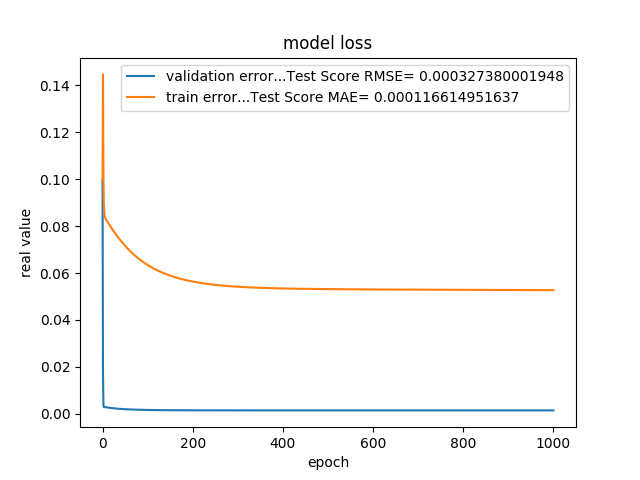 model loss
validation error...Test Score RMSE= 0.000327380001948
train error...Test Score MAE= 0.000116614951637
real value
0.14
0.12
0.10
0.08
0.06
0.04
0.02
0.00
0 200 400 600 800 1000
epoch